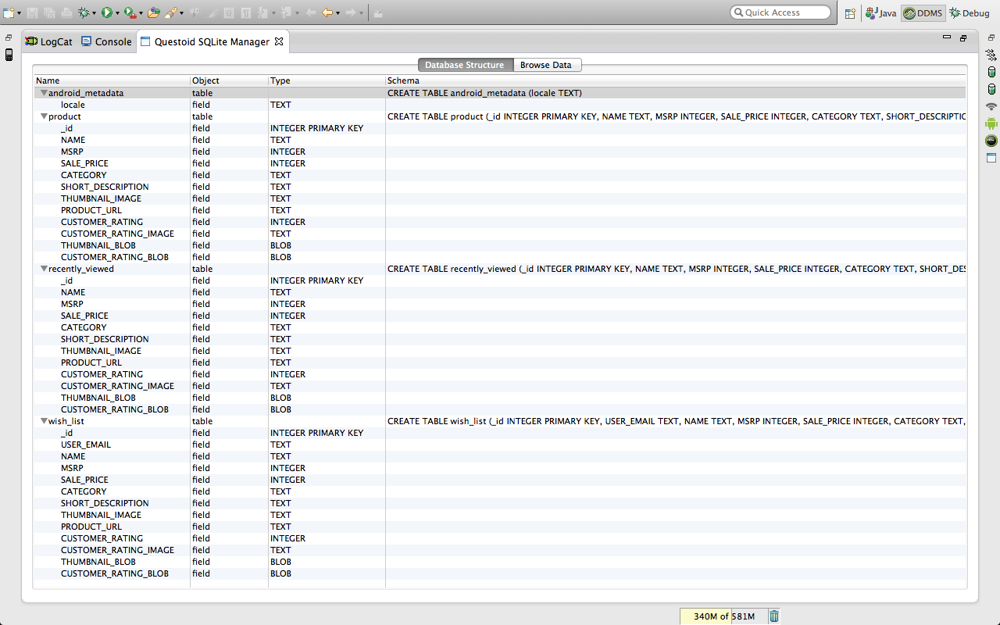 Quick Access Java DDMS Debug
LogCat Console Questoid SQLite Manager
Database Structure Browse Data
Name Object Type Schema
android_metadata table CREATE TABLE android_metadata (locale TEXT)
locale field TEXT
product table CREATE TABLE product (_id INTEGER PRIMARY KEY, NAME TEXT, MSRP INTEGER, SALE_PRICE INTEGER, CATEGORY TEXT, SHORT_DESCRIPTIO
_id field INTEGER PRIMARY KEY
NAME field TEXT
MSRP field INTEGER
SALE_PRICE field INTEGER
CATEGORY field TEXT
SHORT_DESCRIPTION field TEXT
THUMBNAIL_IMAGE field TEXT
PRODUCT_URL field TEXT
CUSTOMER_RATING field INTEGER
CUSTOMER_RATING_IMAGE field TEXT
THUMBNAIL_BLOB field BLOB
CUSTOMER_RATING_BLOB field BLOB
recently_viewed table CREATE TABLE recently_viewed (_id INTEGER PRIMARY KEY, NAME TEXT, MSRP INTEGER, SALE_PRICE INTEGER, CATEGORY TEXT, SHORT_DES
_id field INTEGER PRIMARY KEY
NAME field TEXT
MSRP field INTEGER
SALE_PRICE field INTEGER
CATEGORY field TEXT
SHORT_DESCRIPTION field TEXT
THUMBNAIL_IMAGE field TEXT
PRODUCT_URL field TEXT
CUSTOMER_RATING field INTEGER
CUSTOMER_RATING_IMAGE field TEXT
THUMBNAIL_BLOB field BLOB
CUSTOMER_RATING_BLOB field BLOB
wish_list table CREATE TABLE wish_list (_id INTEGER PRIMARY KEY, USER_EMAIL TEXT, NAME TEXT, MSRP INTEGER, SALE_PRICE INTEGER, CATEGORY TEXT,
_id field INTEGER PRIMARY KEY
USER_EMAIL field TEXT
NAME field TEXT
MSRP field INTEGER
SALE_PRICE field INTEGER
CATEGORY field TEXT
SHORT_DESCRIPTION field TEXT
THUMBNAIL_IMAGE field TEXT
PRODUCT_URL field TEXT
CUSTOMER_RATING field INTEGER
CUSTOMER_RATING_IMAGE field TEXT
THUMBNAIL_BLOB field BLOB
CUSTOMER_RATING_BLOB field BLOB
340M of 581M